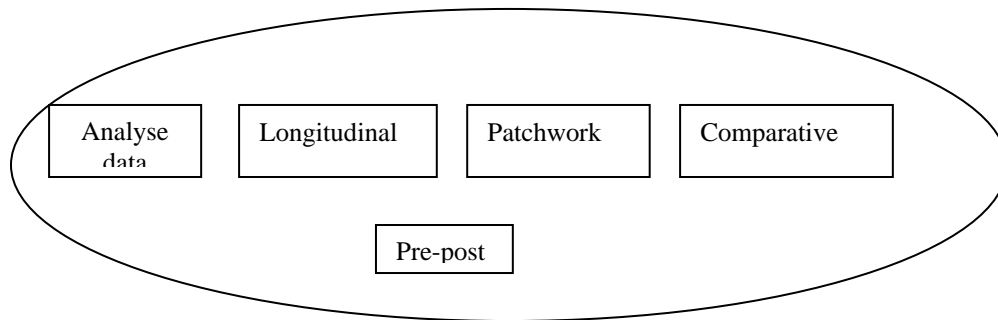 Analyse
data
Longitudinal
Patchwork
Comparative
Pre-post